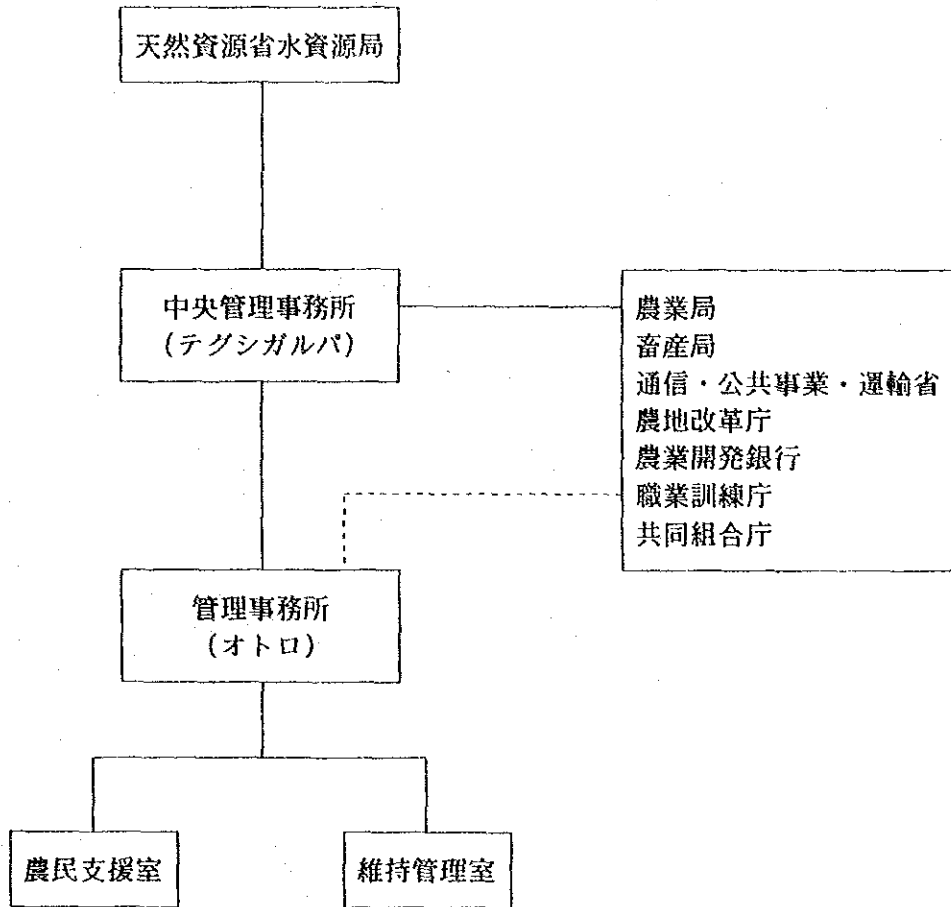 天然資源省水資源局
中央管理事務所
(テグシガルパ)
農業局
畜産局
通信・公共事業・運輸省
農地改革庁
農業開発銀行
職業訓練庁
共同組合庁
管理事務所
(オトロ)
農民支援室
維持管理室